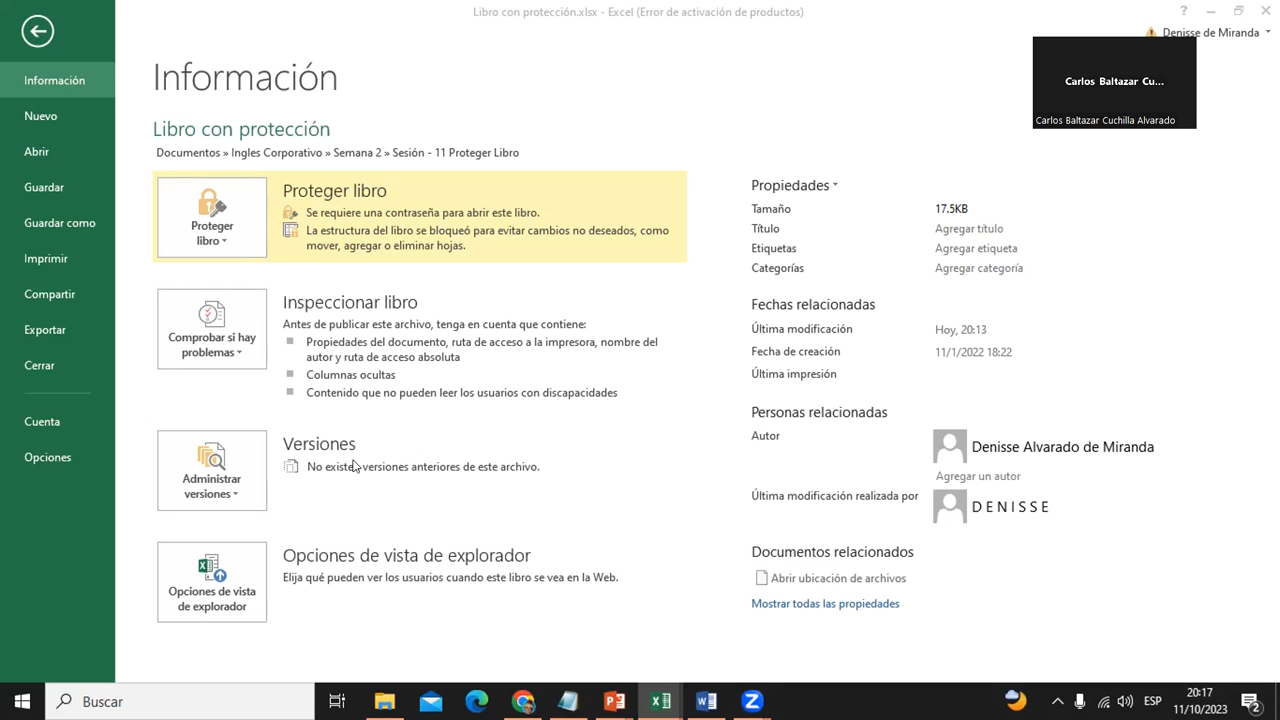 Libro con protección.xlsx - Excel (Error de activación de productos)
?
Denisse de Miranda
Carlos Baltazar Cu...
Carlos Baltazar Cuchilla Alvarado
Información
Nuevo
Abrir
Guardar
Guardar como
Imprimir
Compartir
Exportar
Cerrar
Cuenta
Opciones
Información
Libro con protección
Documentos » Ingles Corporativo » Semana 2 » Sesión - 11 Proteger Libro
Proteger
libro
Proteger libro
Se requiere una contraseña para abrir este libro.
La estructura del libro se bloqueó para evitar cambios no deseados, como
mover, agregar o eliminar hojas.
Comprobar si hay
problemas
Inspeccionar libro
Antes de publicar este archivo, tenga en cuenta que contiene:
Propiedades del documento, ruta de acceso a la impresora, nombre del
autor y ruta de acceso absoluta
Columnas ocultas
Contenido que no pueden leer los usuarios con discapacidades
Administrar
versiones
Versiones
No existen versiones anteriores de este archivo.
Opciones de vista
de explorador
Opciones de vista de explorador
Elija qué pueden ver los usuarios cuando este libro se vea en la Web.
Propiedades
Tamaño 17.5KB
Título Agregar título
Etiquetas Agregar etiqueta
Categorías Agregar categoría
Fechas relacionadas
Última modificación Hoy, 20:13
Fecha de creación 11/1/2022 18:22
Última impresión
Personas relacionadas
Autor Denisse Alvarado de Miranda
Agregar un autor
Última modificación realizada por D E N I S S E
Documentos relacionados
Abrir ubicación de archivos
Mostrar todas las propiedades
Buscar
ESP
20:17
11/10/2023
2